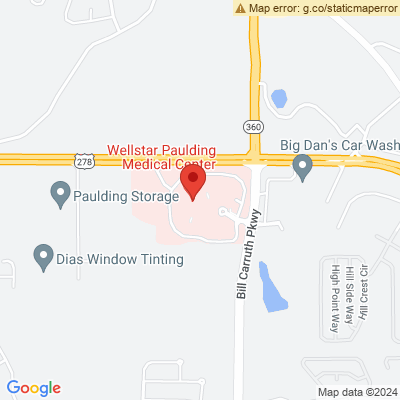 Map error: g.co/staticmaperror
360
Wellstar Paulding
Medical Center
Big Dan's Car Wash
278
Paulding Storage
Bill Carruth Pkwy
Dias Window Tinting
Hill Crest Cir
Hill Side Way
High Point Way
Google
Map data ©2024